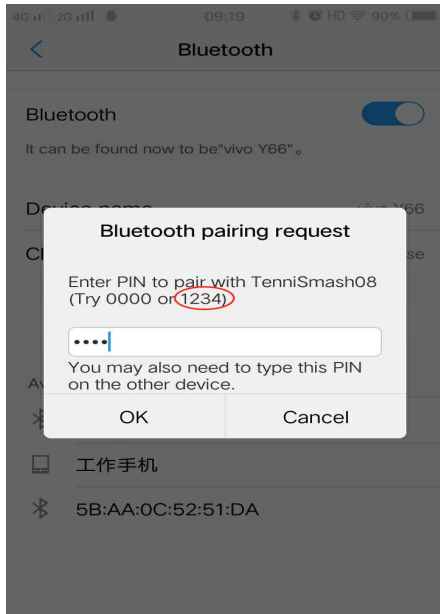 4G 2G 09:19 HD 90%
Bluetooth
Bluetooth
It can be found now to be"vivo Y66"。
Device name vivo Y66
Bluetooth pairing request
Enter PIN to pair with TenniSmash08
(Try 0000 or 1234)
••••
You may also need to type this PIN
on the other device.
OK Cancel
工作手机
5B:AA:0C:52:51:DA